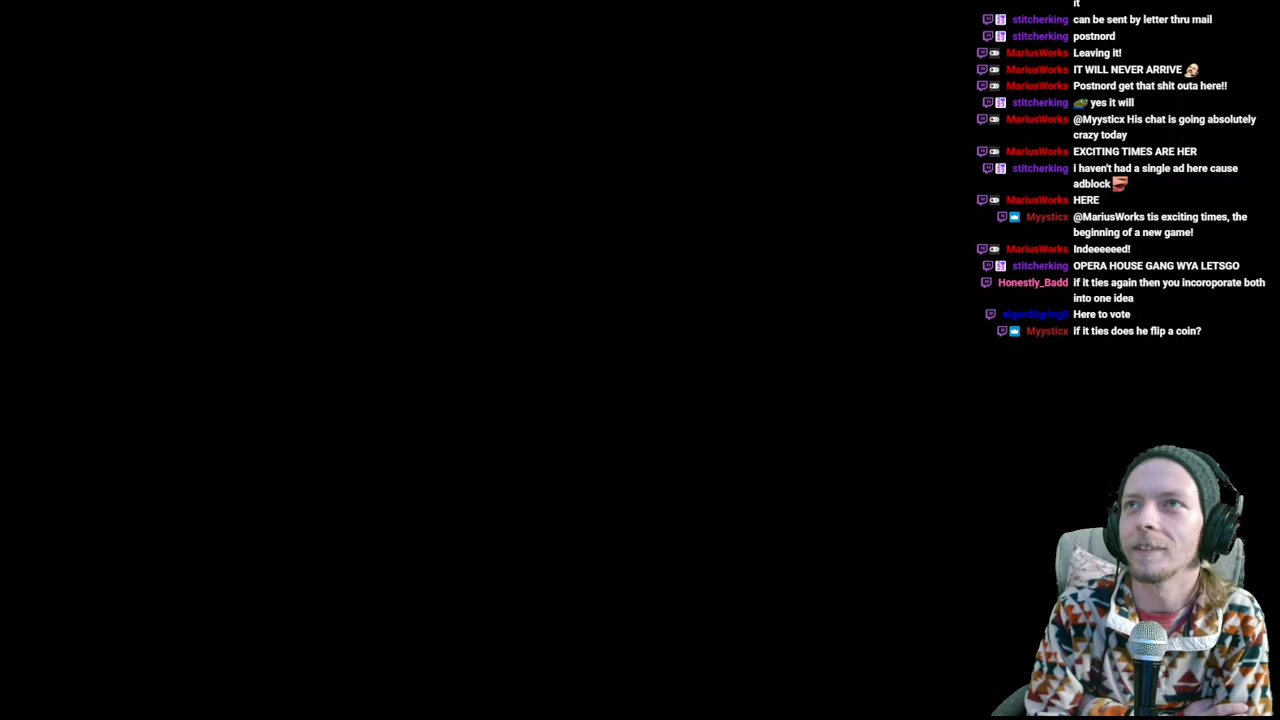 it
stitcherking can be sent by letter thru mail
stitcherking postnord
MariusWorks Leaving it!
MariusWorks IT WILL NEVER ARRIVE
MariusWorks Postnord get that shit outa here!!
stitcherking yes it will
MariusWorks @Myysticx His chat is going absolutely
crazy today
MariusWorks EXCITING TIMES ARE HER
stitcherking i haven't had a single ad here cause
adblock
MariusWorks HERE
Myysticx @MariusWorks tis exciting times, the
beginning of a new game!
MariusWorks Indeeeeeed!
stitcherking OPERA HOUSE GANG WYA LETSGO
Honestly_Badd if it ties again then you incoroporate both
into one idea
Here to vote
Myysticx if it ties does he flip a coin?